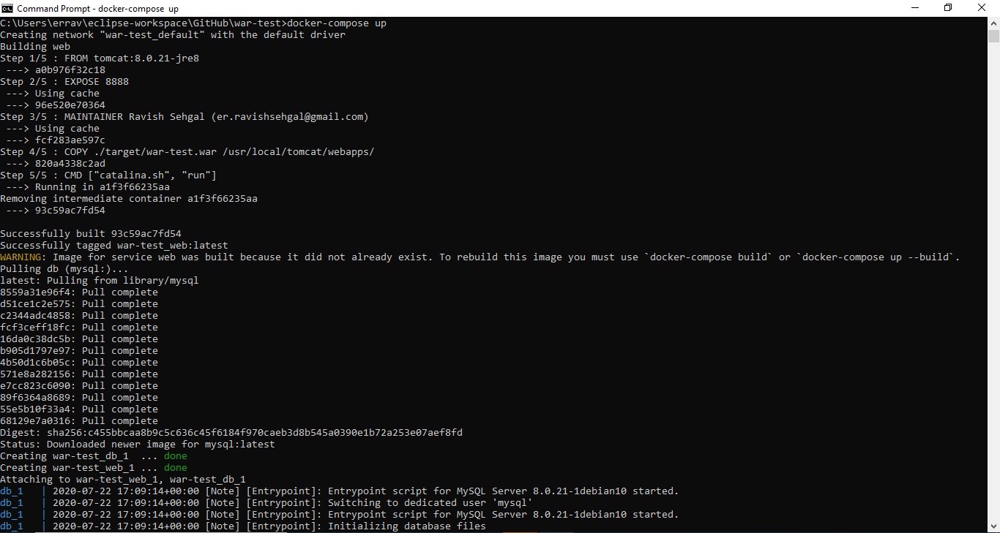 Command Prompt - docker-compose up
C:\Users\errav\eclipse-workspace\GitHub\war-test>docker-compose up
Creating network "war-test_default" with the default driver
Building web
Step 1/5 : FROM tomcat:8.0.21-jre8
 ---> a0b976f32c18
Step 2/5 : EXPOSE 8888
 ---> Using cache
 ---> 96e520e70364
Step 3/5 : MAINTAINER Ravish Sehgal (er.ravishsehgal@gmail.com)
 ---> Using cache
 ---> fcf283ae597c
Step 4/5 : COPY ./target/war-test.war /usr/local/tomcat/webapps/
 ---> 820a4338c2ad
Step 5/5 : CMD ["catalina.sh", "run"]
 ---> Running in a1f3f66235aa
Removing intermediate container a1f3f66235aa
 ---> 93c59ac7fd54
Successfully built 93c59ac7fd54
Successfully tagged war-test_web:latest
WARNING: Image for service web was built because it did not already exist. To rebuild this image you must use `docker-compose build` or `docker-compose up --build`.
Pulling db (mysql:)...
latest: Pulling from library/mysql
8559a31e96f4: Pull complete
d51ce1c2e575: Pull complete
c2344adc4858: Pull complete
fcf3ceff18fc: Pull complete
16da0c38dc5b: Pull complete
b905d1797e97: Pull complete
4b50d1c6b05c: Pull complete
571e8a282156: Pull complete
e7cc823c6090: Pull complete
89f6364a8689: Pull complete
55e5b10f33a4: Pull complete
68129e7a0316: Pull complete
Digest: sha256:c455bbcaa8b9c5c636c45f6184f970caeb3d8b545a0390e1b72a253e07aef8fd
Status: Downloaded newer image for mysql:latest
Creating war-test_db_1  ... done
Creating war-test_web_1 ... done
Attaching to war-test_web_1, war-test_db_1
db_1   | 2020-07-22 17:09:14+00:00 [Note] [Entrypoint]: Entrypoint script for MySQL Server 8.0.21-1debian10 started.
db_1   | 2020-07-22 17:09:14+00:00 [Note] [Entrypoint]: Switching to dedicated user 'mysql'
db_1   | 2020-07-22 17:09:14+00:00 [Note] [Entrypoint]: Entrypoint script for MySQL Server 8.0.21-1debian10 started.
db_1   | 2020-07-22 17:09:14+00:00 [Note] [Entrypoint]: Initializing database files